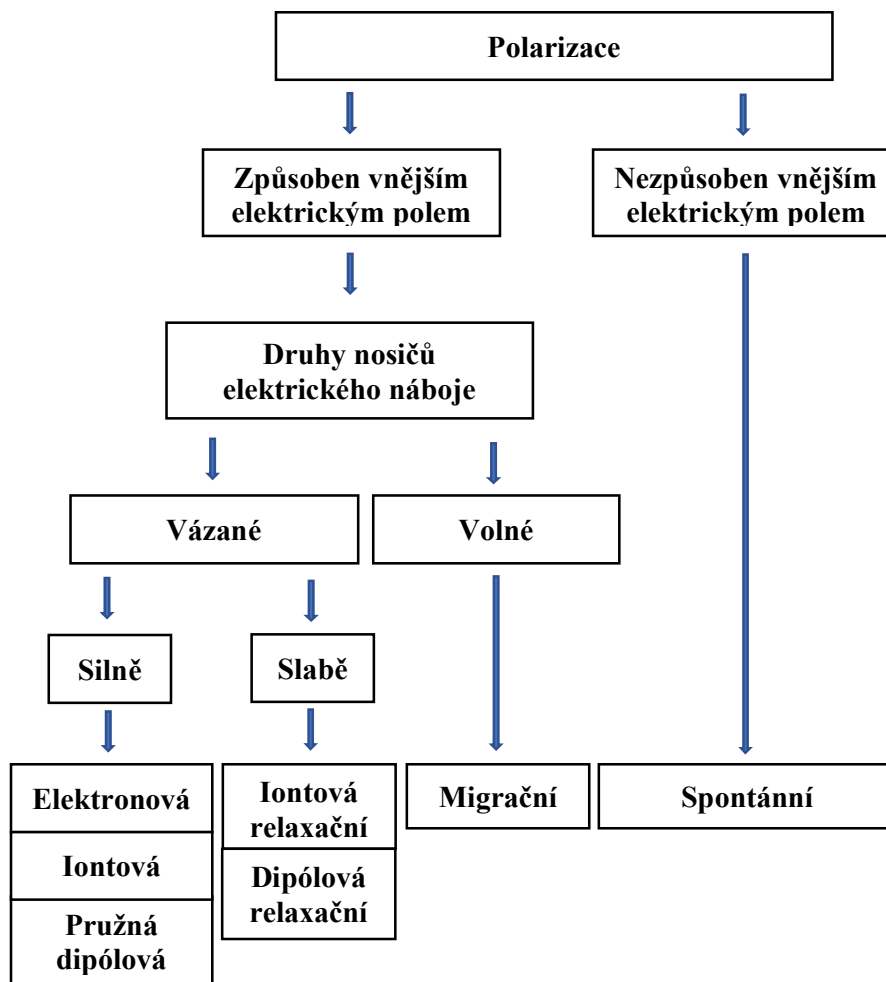 Polarizace
Způsoben vnějším
elektrickým polem
Nezpůsoben vnějším
elektrickým polem
Druhy nosičů
elektrického náboje
Vázané
Volné
Silně
Slabě
Elektronová
Iontová
Pružná
dipólová
Iontová
relaxační
Dipólová
relaxační
Migrační
Spontánní